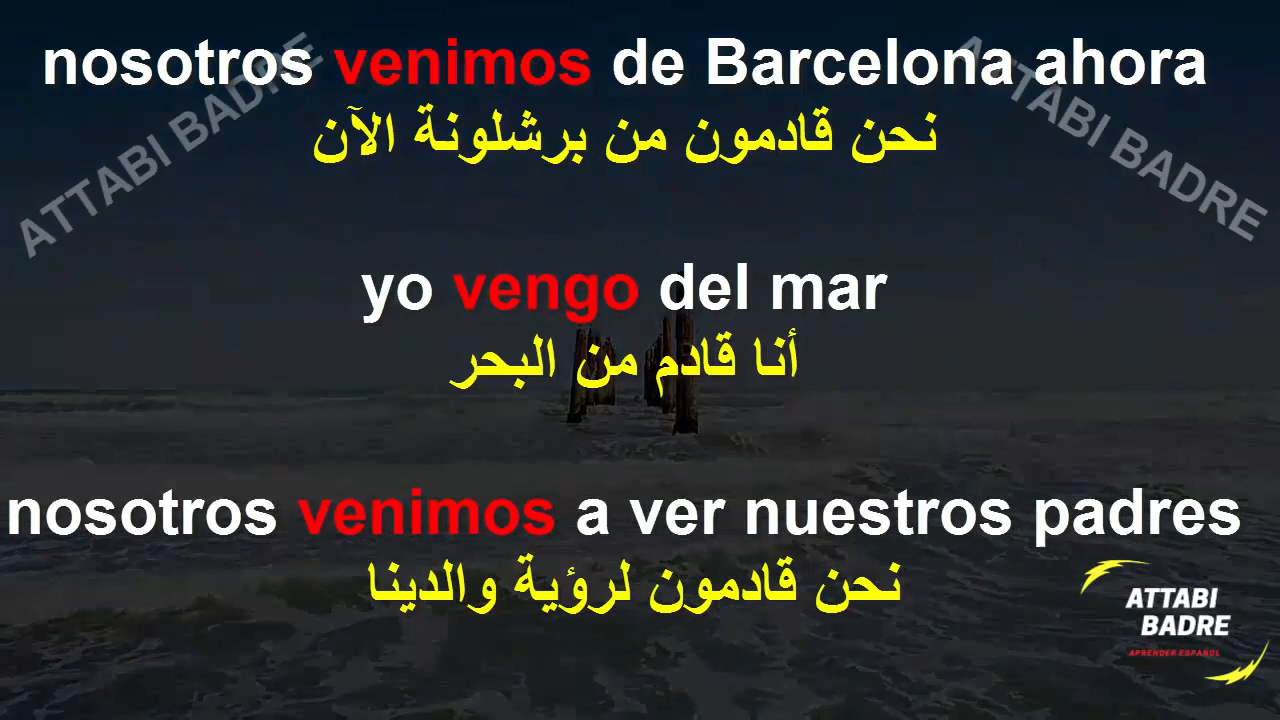 nosotros venimos de Barcelona ahora
نحن قادمون من برشلونة الآن
yo vengo del mar
أنا قادم من البحر
nosotros venimos a ver nuestros padres
نحن قادمون لرؤية والدينا
ATTABI BADRE
ATTABI BADRE
ATTABI
BADRE
APRENDER ESPAÑOL